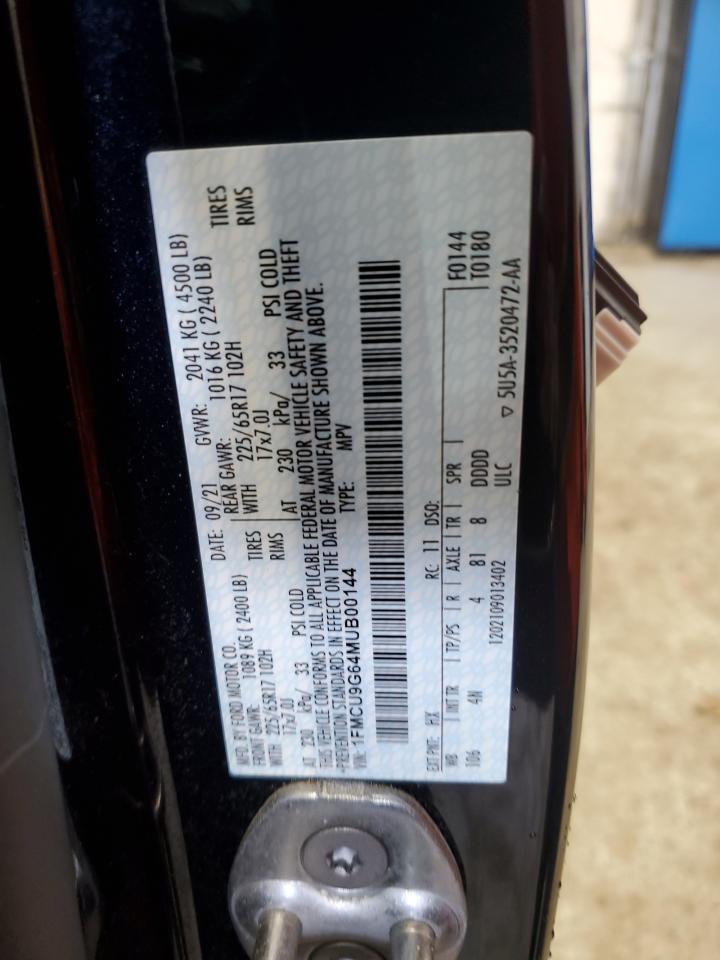 MFD. BY FORD MOTOR CO.
DATE: 09/21 GVWR: 2041 KG ( 4500 LB)
FRONT GAWR: 1089 KG ( 2400 LB) REAR GAWR: 1016 KG ( 2240 LB)
WITH 225/65R17 102H TIRES WITH 225/65R17 102H TIRES
17x7.0J RIMS 17x7.0J RIMS
AT 230 kPa/ 33 PSI COLD AT 230 kPa/ 33 PSI COLD
THIS VEHICLE CONFORMS TO ALL APPLICABLE FEDERAL MOTOR VEHICLE SAFETY AND THEFT
-PREVENTION STANDARDS IN EFFECT ON THE DATE OF MANUFACTURE SHOWN ABOVE.
VIN: 1FMCU9G64MUB00144 TYPE: MPV
EXT PNT: HX RC: 11 DSO: F0144
WB INT TR TP/PS R AXLE TR SPR T0180
106 4N 4 81 8 DDDD
1202109013402 ULC ▽ 5U5A-3520472-AA